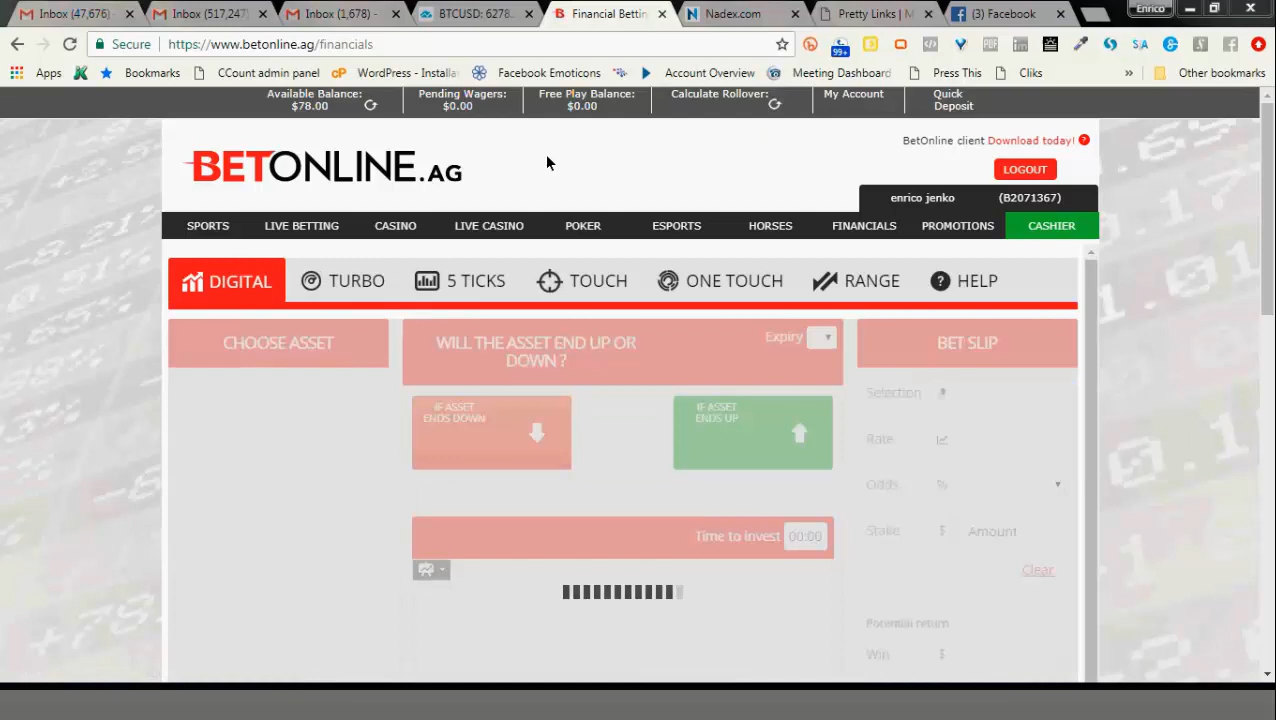 Inbox (47,676) -
Inbox (517,247)
Inbox (1,678) -
BTCUSD: 6278.
Financial Bettin
Nadex.com
Pretty Links | M
(3) Facebook
Enrico
Secure
https://www.betonline.ag/financials
99+
Apps
Bookmarks
CCount admin panel
WordPress - Installa
Facebook Emoticons
Account Overview
Meeting Dashboard
Press This
Cliks
»
Other bookmarks
Available Balance:
$78.00
Pending Wagers:
$0.00
Free Play Balance:
$0.00
Calculate Rollover:
My Account
Quick
Deposit
BetOnline client Download today! ?
BETONLINE.AG
LOGOUT
enrico jenko (B2071367)
SPORTS LIVE BETTING CASINO LIVE CASINO POKER ESPORTS HORSES FINANCIALS PROMOTIONS CASHIER
DIGITAL TURBO 5 TICKS TOUCH ONE TOUCH RANGE HELP
CHOOSE ASSET
WILL THE ASSET END UP OR
DOWN ?
Expiry
IF ASSET
ENDS DOWN
IF ASSET
ENDS UP
Time to invest 00:00
BET SLIP
Selection
Rate
Odds %
Stake $ Amount
Clear
Potential return
Win $